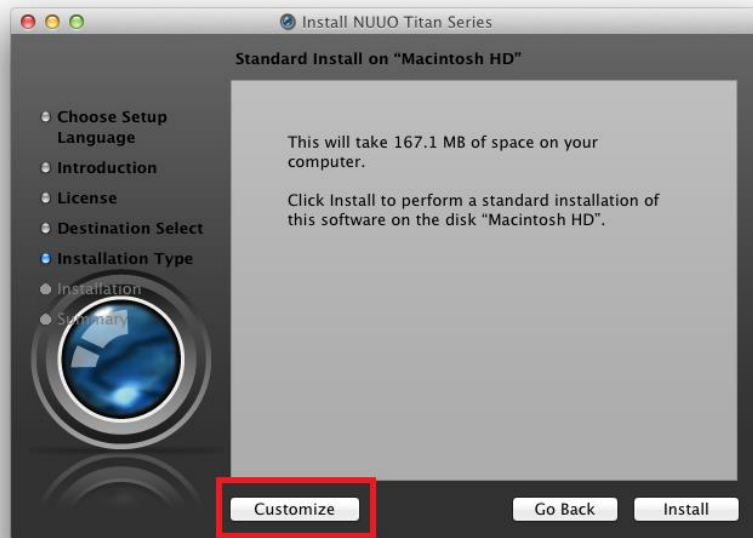 Install NUUO Titan Series
Standard Install on “Macintosh HD”
Choose Setup
Language
Introduction
License
Destination Select
Installation Type
Installation
Summary
This will take 167.1 MB of space on your
computer.
Click Install to perform a standard installation of
this software on the disk “Macintosh HD”.
Customize
Go Back
Install